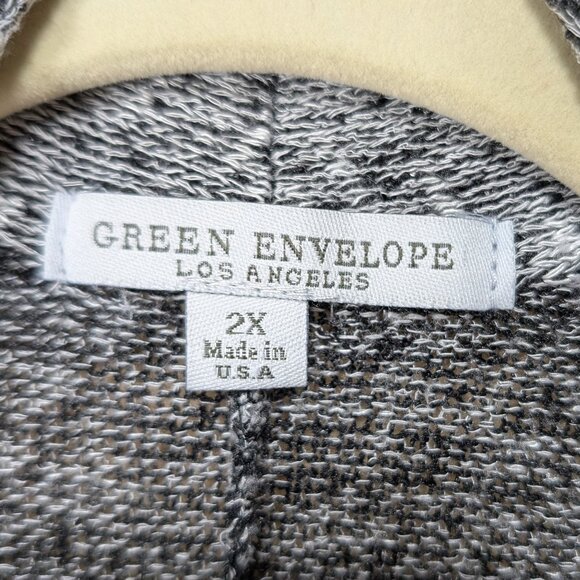 GREEN ENVELOPE
LOS ANGELES
2X
Made in
U.S.A